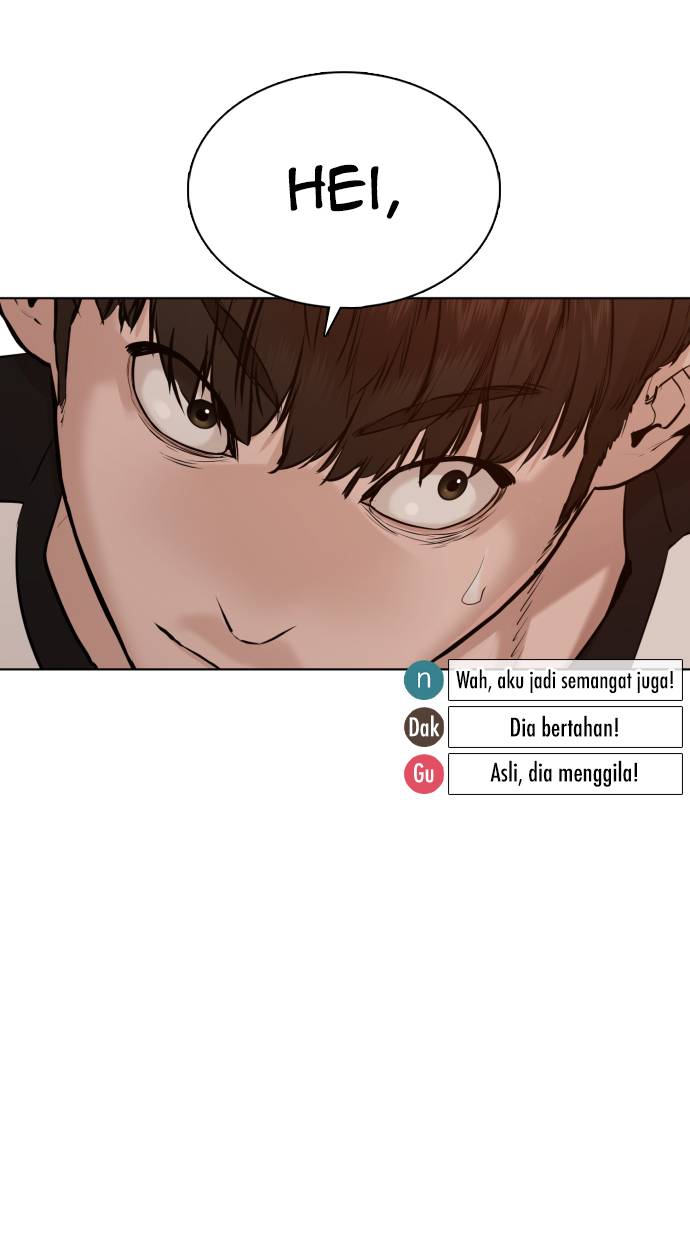 HEI,
n Wah, aku jadi semangat juga!
Dak Dia bertahan!
Gu Asli, dia menggila!